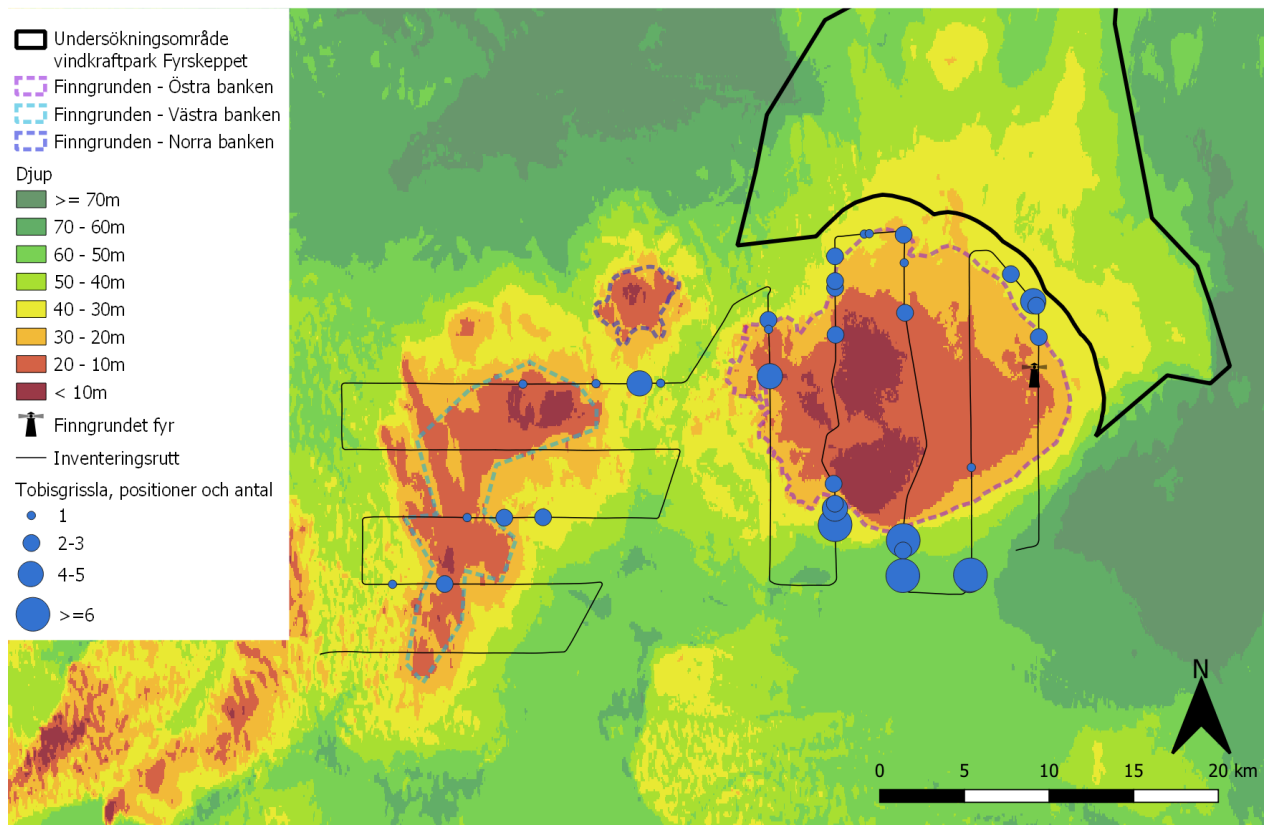 Undersökningsområde
vindkraftpark Fyrskeppet
Finngrunden - Östra banken
Finngrunden - Västra banken
Finngrunden - Norra banken
Djup
>= 70m
70 - 60m
60 - 50m
50 - 40m
40 - 30m
30 - 20m
20 - 10m
< 10m
Finngrundet fyr
Inventeringsrutt
Tobisgrissla, positioner och antal
1
2-3
4-5
>=6
N
0 5 10 15 20 km